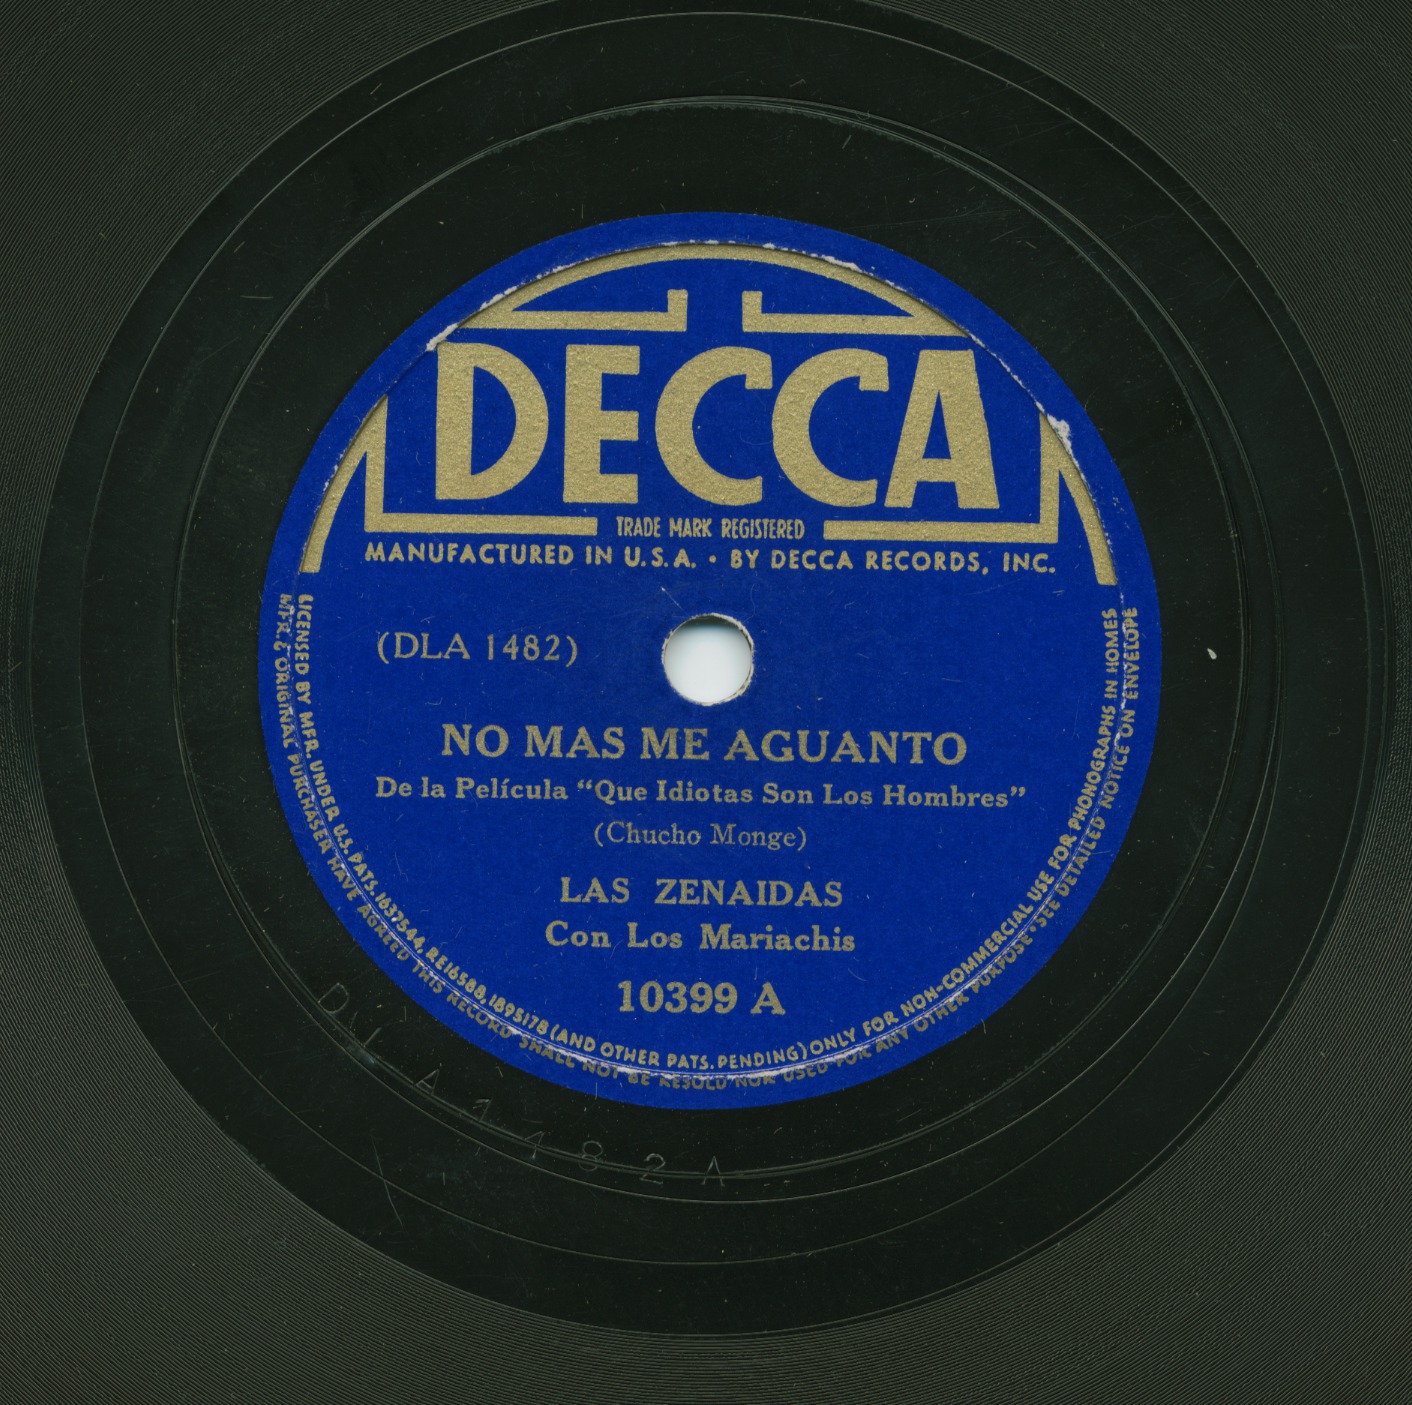 DECCA
TRADE MARK REGISTERED
MANUFACTURED IN U.S.A. • BY DECCA RECORDS, INC.
(DLA 1482)
NO MAS ME AGUANTO
De la Película “Que Idiotas Son Los Hombres”
(Chucho Monge)
LAS ZENAIDAS
Con Los Mariachis
10399 A
LICENSED BY MFR. UNDER U.S. PATS. 1637544, RE16588, 1895178 (AND OTHER PATS. PENDING) ONLY FOR NON-COMMERCIAL USE FOR PHONOGRAPHS IN HOMES
MFR. & ORIGINAL PURCHASER HAVE AGREED THIS RECORD SHALL NOT BE RESOLD NOR USED FOR ANY OTHER PURPOSE • SEE DETAILED NOTICE ON ENVELOPE
DLA 1482 A